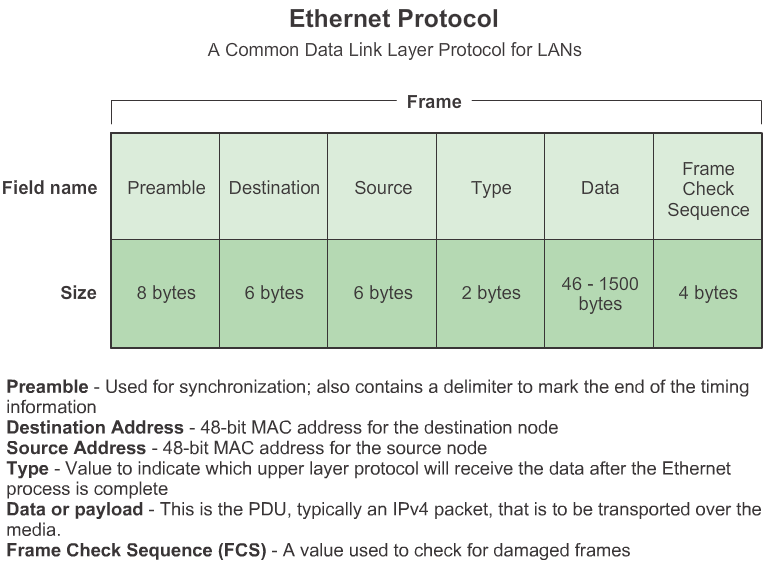 Ethernet Protocol
A Common Data Link Layer Protocol for LANs
Frame
Field name
Preamble
Destination
Source
Type
Data
Frame
Check
Sequence
Size
8 bytes
6 bytes
6 bytes
2 bytes
46 - 1500
bytes
4 bytes
Preamble - Used for synchronization; also contains a delimiter to mark the end of the timing
information
Destination Address - 48-bit MAC address for the destination node
Source Address - 48-bit MAC address for the source node
Type - Value to indicate which upper layer protocol will receive the data after the Ethernet
process is complete
Data or payload - This is the PDU, typically an IPv4 packet, that is to be transported over the
media.
Frame Check Sequence (FCS) - A value used to check for damaged frames